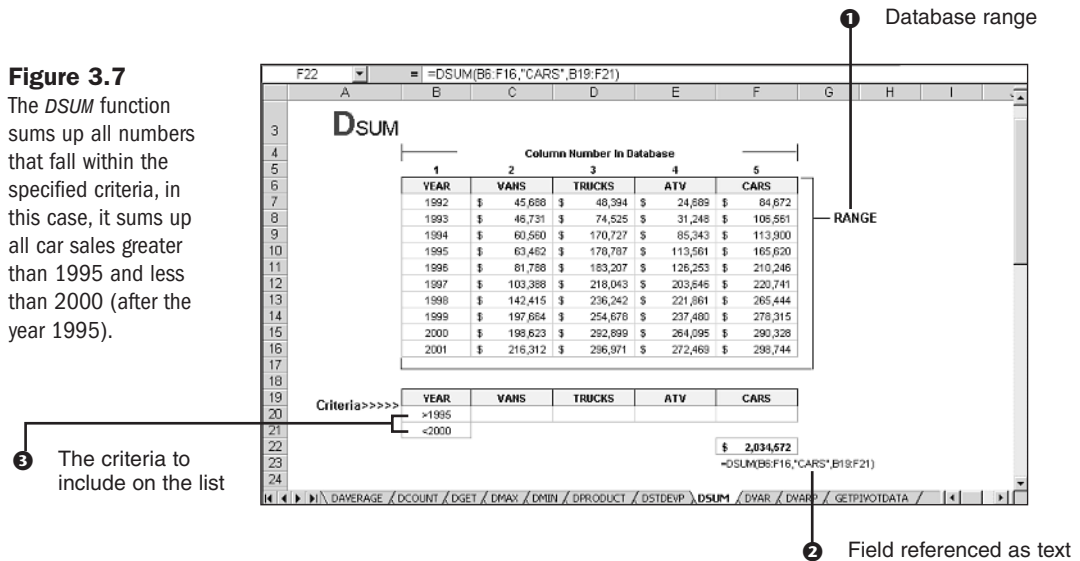 ❶ Database range
Figure 3.7
The DSUM function
sums up all numbers
that fall within the
specified criteria, in
this case, it sums up
all car sales greater
than 1995 and less
than 2000 (after the
year 1995).
F22 = =DSUM(B6:F16,"CARS",B19:F21)
A B C D E F G H I
3 DSUM
4 Column Number In Database
5 1 2 3 4 5
6 YEAR VANS TRUCKS ATV CARS
7 1992 $ 45,688 $ 48,394 $ 24,689 $ 84,672
8 1993 $ 46,731 $ 74,525 $ 31,248 $ 106,561 RANGE
9 1994 $ 60,560 $ 170,727 $ 85,343 $ 113,900
10 1995 $ 63,462 $ 178,787 $ 113,561 $ 165,620
11 1996 $ 81,788 $ 183,207 $ 126,253 $ 210,246
12 1997 $ 103,388 $ 218,043 $ 203,646 $ 220,741
13 1998 $ 142,415 $ 236,242 $ 221,861 $ 265,444
14 1999 $ 197,664 $ 254,678 $ 237,480 $ 278,315
15 2000 $ 198,623 $ 292,899 $ 264,095 $ 290,328
16 2001 $ 216,312 $ 296,971 $ 272,469 $ 298,744
17
18
19 YEAR VANS TRUCKS ATV CARS
Criteria>>>>>
20 >1995
21 <2000
22 $ 2,034,572
23 =DSUM(B6:F16,"CARS",B19:F21)
24
❸ The criteria to
include on the list
DAVERAGE / DCOUNT / DGET / DMAX / DMIN / DPRODUCT / DSTDEVP \ DSUM / DVAR / DVARP / GETPIVOTDATA /
❷ Field referenced as text